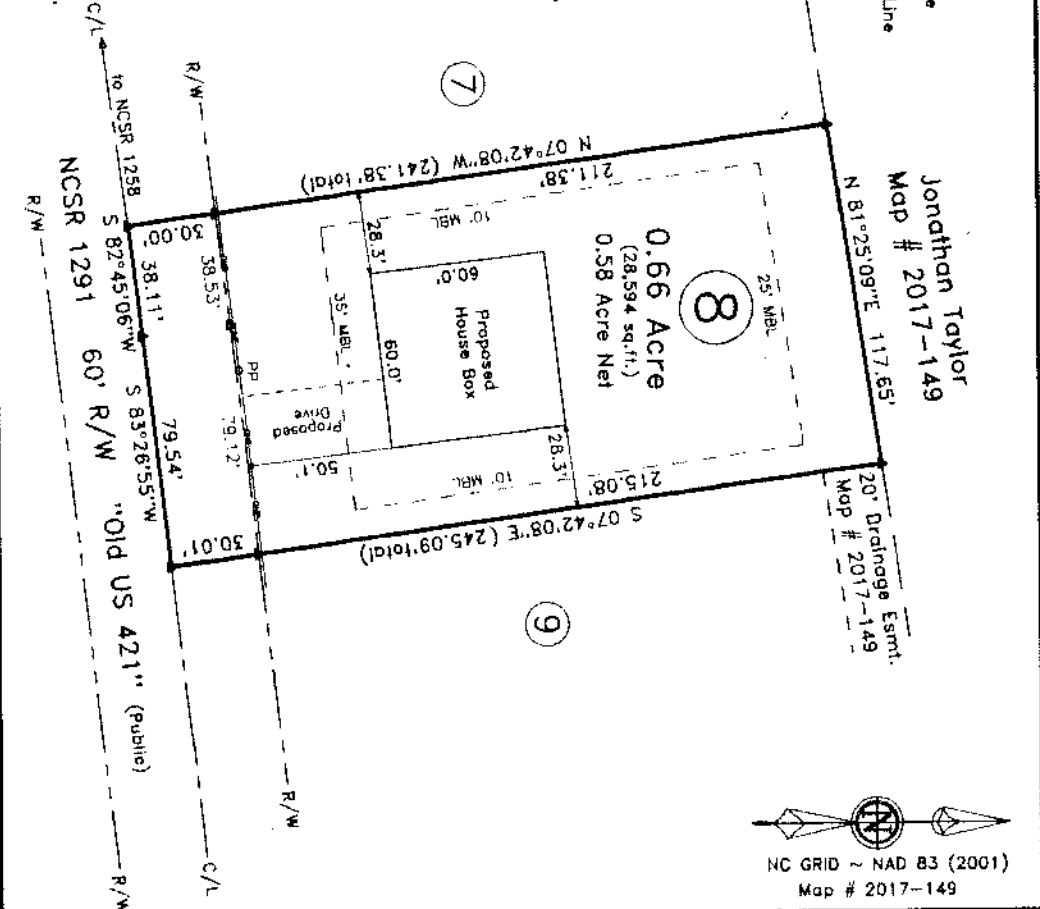 Jonathan Taylor
Map # 2017-149
N 81°25'09"E 117.65'
20' Drainage Esmt.
Map # 2017-149
Line
7
N 07°42'08"W (241.38' total)
211.38'
25' MBL
8
0.66 Acre
(28,594 sq.ft.)
0.58 Acre Net
10' MBL
28.3'
60.0'
Proposed
House Box
60.0'
28.3'
35' MBL
10' MBL
215.08'
S 07°42'08"E (245.09'total)
9
Proposed
Drive
50.1'
PP
38.53'
79.12'
30.00'
30.01'
38.11'
79.54'
S 82°45'06"W
S 83°26'55"W
C/L
to NCSR 1258
R/W
R/W
NCSR 1291 60' R/W "Old US 421" (Public)
R/W
C/L
R/W
N
NC GRID ~ NAD 83 (2001)
Map # 2017-149